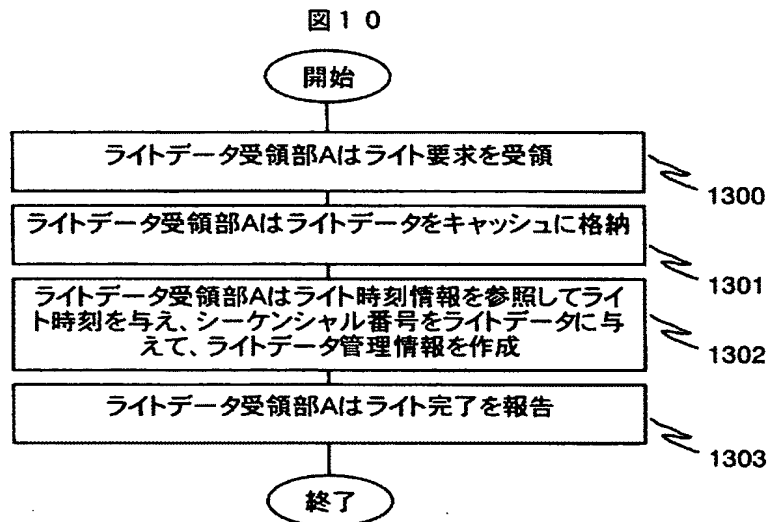 図10
開始
ライトデータ受領部Aはライト要求を受領
1300
ライトデータ受領部Aはライトデータをキャッシュに格納
1301
ライトデータ受領部Aはライト時刻情報を参照してライ
ト時刻を与え、シーケンシャル番号をライトデータに与
えて、ライトデータ管理情報を作成
1302
ライトデータ受領部Aはライト完了を報告
1303
終了